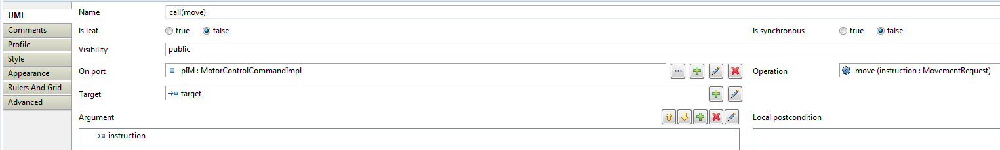 UML
Comments
Profile
Style
Appearance
Rulers And Grid
Advanced
Name call(move)
Is leaf true false Is synchronous true false
Visibility public
On port pIM : MotorControlCommandImpl Operation move (instruction : MovementRequest)
Target target
Argument Local postcondition
instruction